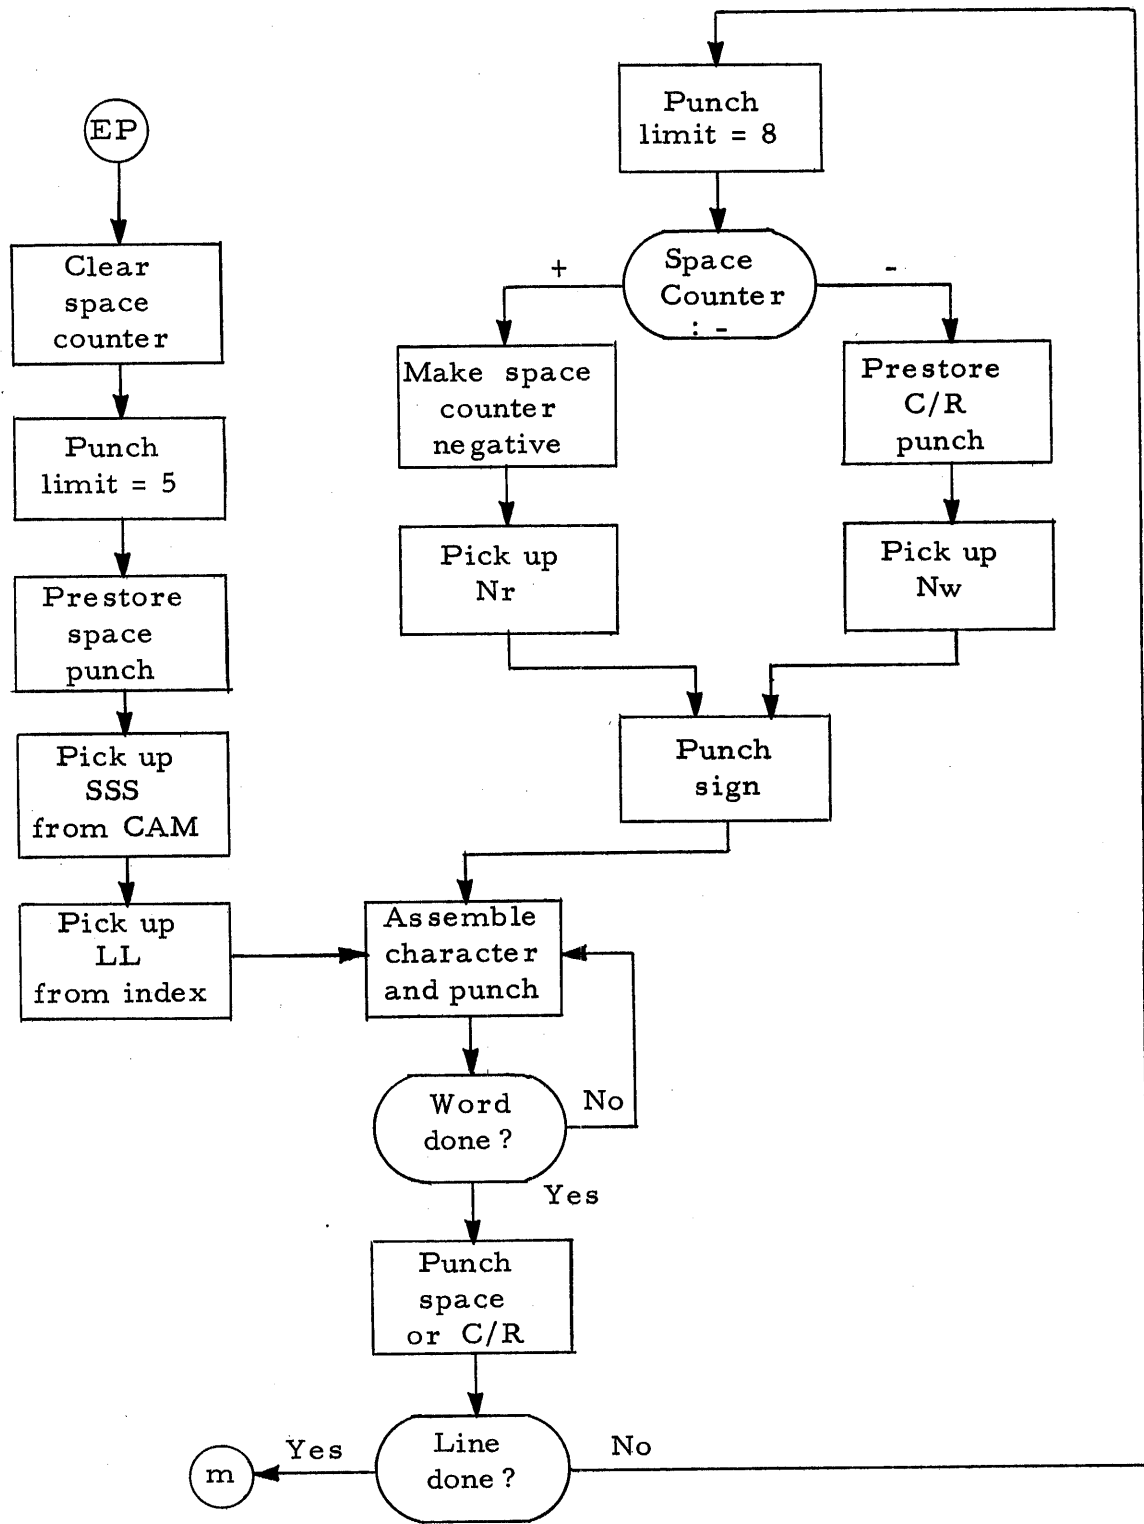 EP
Clear
space
counter
Punch
limit = 5
Prestore
space
punch
Pick up
SSS
from CAM
Pick up
LL
from index
Punch
limit = 8
Space
Counter
: -
+
-
Make space
counter
negative
Prestore
C/R
punch
Pick up
Nr
Pick up
Nw
Punch
sign
Assemble
character
and punch
Word
done?
No
Yes
Punch
space
or C/R
Line
done?
Yes
No
m